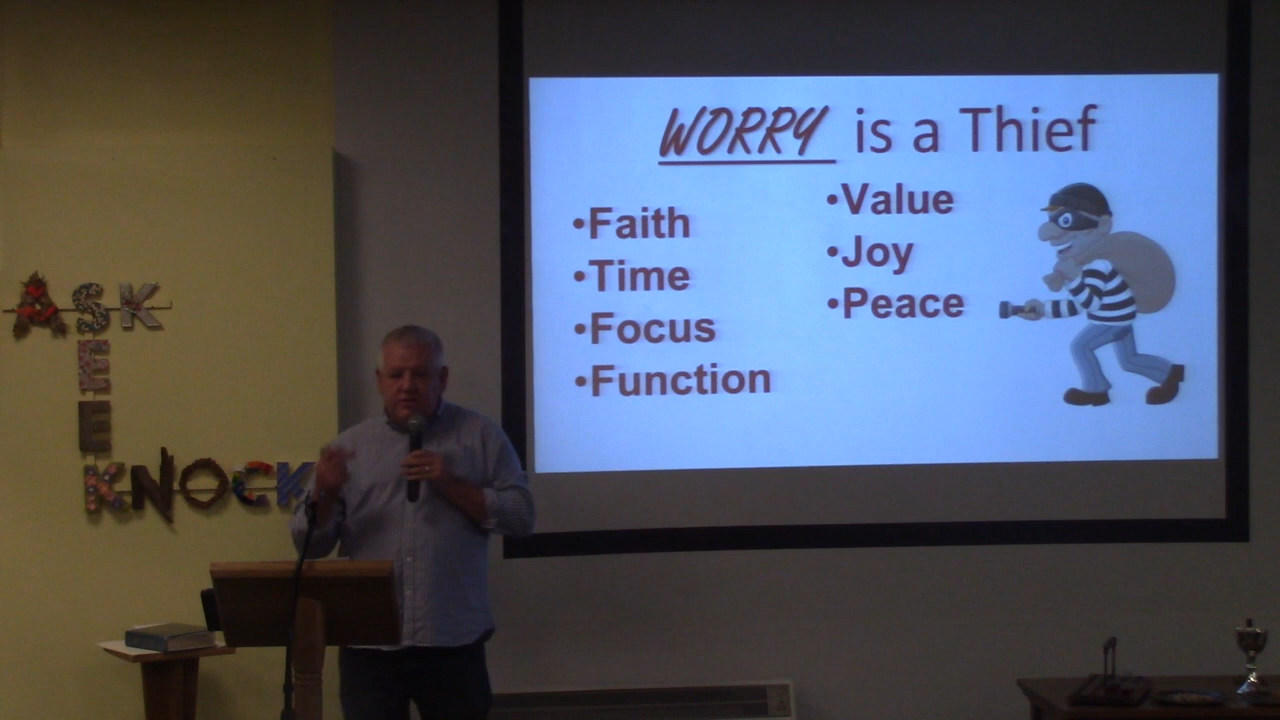 WORRY is a Thief
•Faith
•Time
•Focus
•Function
•Value
•Joy
•Peace
ASK
SEEK
KNOCK